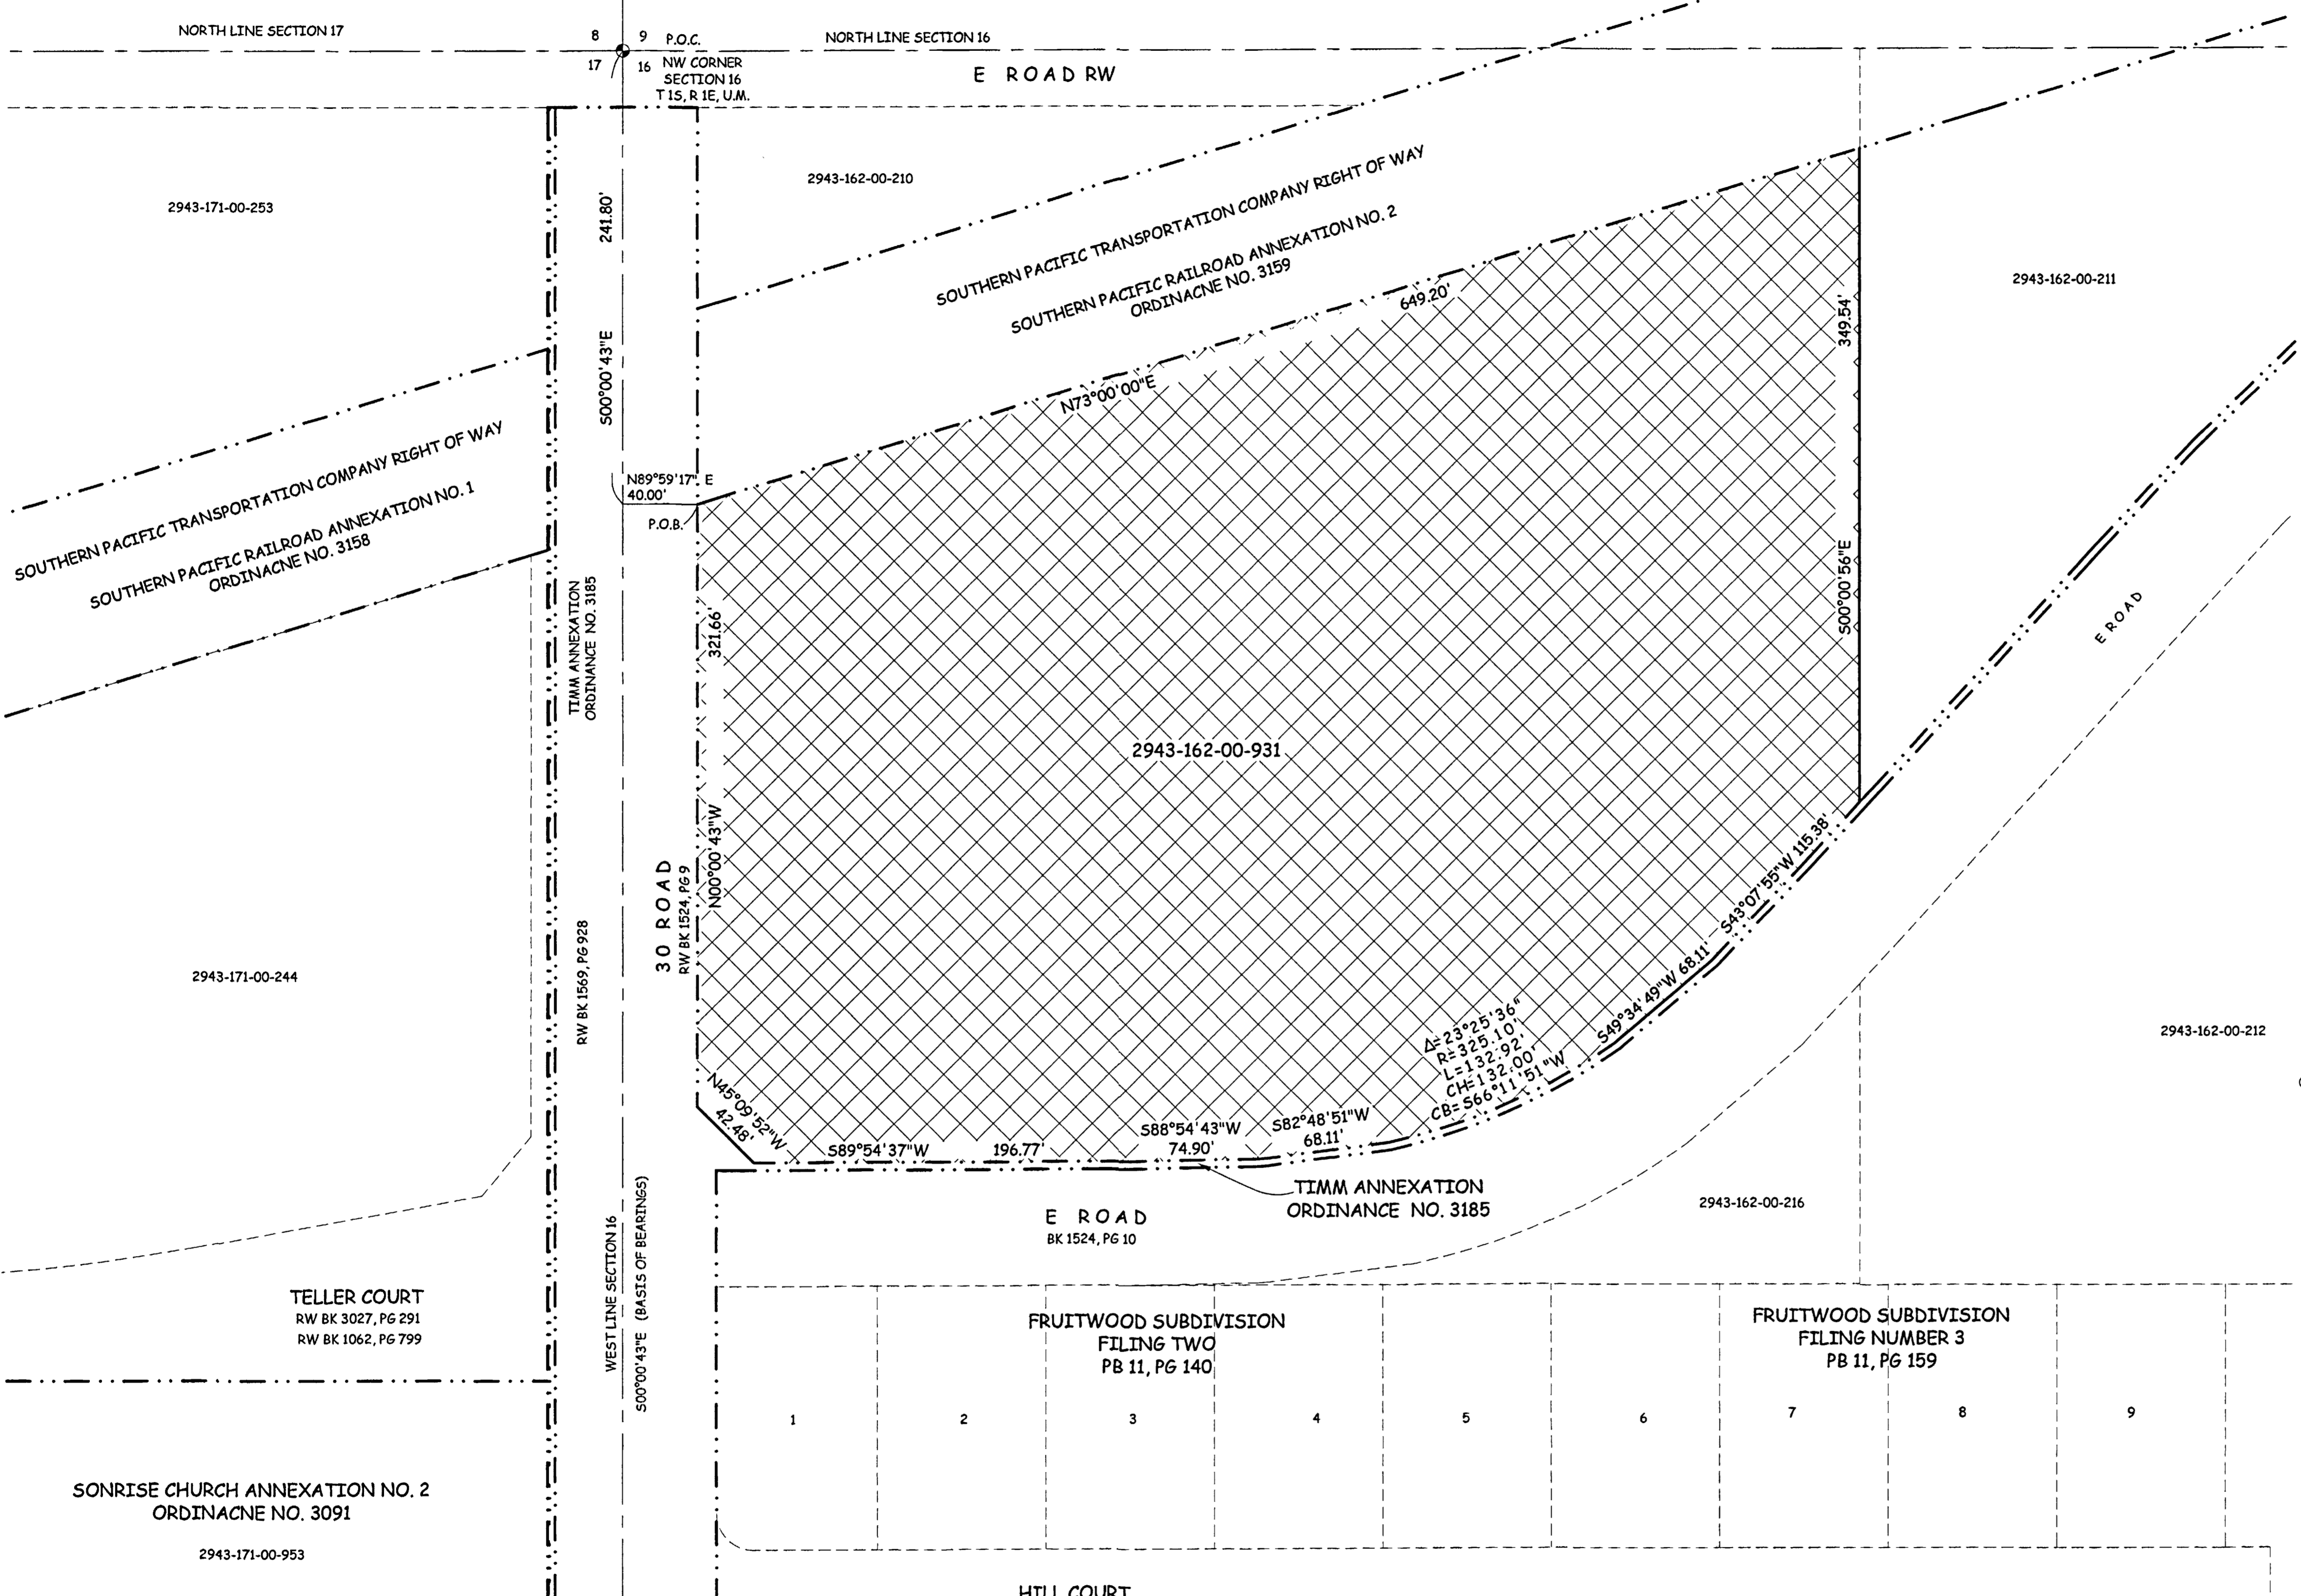 NORTH LINE SECTION 17
8
9
P.O.C.
NORTH LINE SECTION 16
17
16
NW CORNER
SECTION 16
T 1S, R 1E, U.M.
E ROAD RW
2943-171-00-253
241.80'
S00°00'43"E
2943-162-00-210
SOUTHERN PACIFIC TRANSPORTATION COMPANY RIGHT OF WAY
SOUTHERN PACIFIC RAILROAD ANNEXATION NO. 2
ORDINACNE NO. 3159
649.20'
N73°00'00"E
349.54'
S00°00'56"E
2943-162-00-211
SOUTHERN PACIFIC TRANSPORTATION COMPANY RIGHT OF WAY
SOUTHERN PACIFIC RAILROAD ANNEXATION NO. 1
ORDINACNE NO. 3158
N89°59'17" E
40.00'
P.O.B.
TIMM ANNEXATION
ORDINANCE NO. 3185
321.66'
N00°00'43"W
E ROAD
2943-162-00-931
30 ROAD
RW BK 1524, PG 9
RW BK 1569, PG 928
2943-171-00-244
S43°07'55"W 115.38'
S49°34'49"W 68.11'
Δ=23°25'36"
R=325.10'
L=132.92'
CH=132.00'
CB= S66°11'51"W
2943-162-00-212
N45°09'52"W
42.48'
S89°54'37"W 196.77'
S88°54'43"W
74.90'
S82°48'51"W
68.11'
TIMM ANNEXATION
ORDINANCE NO. 3185
2943-162-00-216
E ROAD
BK 1524, PG 10
WEST LINE SECTION 16
S00°00'43"E (BASIS OF BEARINGS)
TELLER COURT
RW BK 3027, PG 291
RW BK 1062, PG 799
FRUITWOOD SUBDIVISION
FILING TWO
PB 11, PG 140
FRUITWOOD SUBDIVISION
FILING NUMBER 3
PB 11, PG 159
1
2
3
4
5
6
7
8
9
SONRISE CHURCH ANNEXATION NO. 2
ORDINACNE NO. 3091
2943-171-00-953
HILL COURT